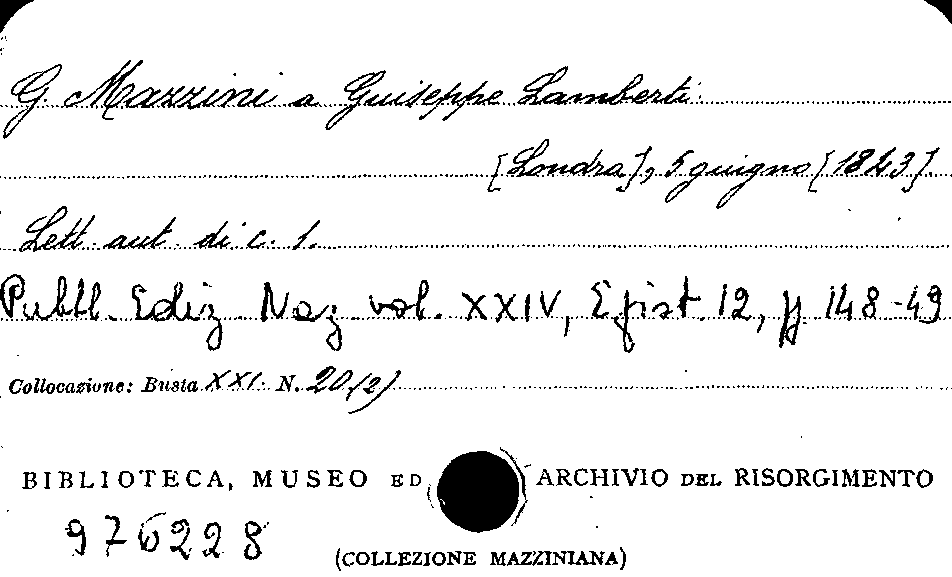 G. Mazzini a Giuseppe Lamberti.
[Londra], 5 giugno [1843].
Lett. aut. di c. 1.
Pubbl. Ediz. Naz. vol. XXIV, Epist. 12, pp. 148-49
Collocazione: Busta XXI. N. 20(2)
BIBLIOTECA, MUSEO ED ARCHIVIO DEL RISORGIMENTO
976228
(COLLEZIONE MAZZINIANA)